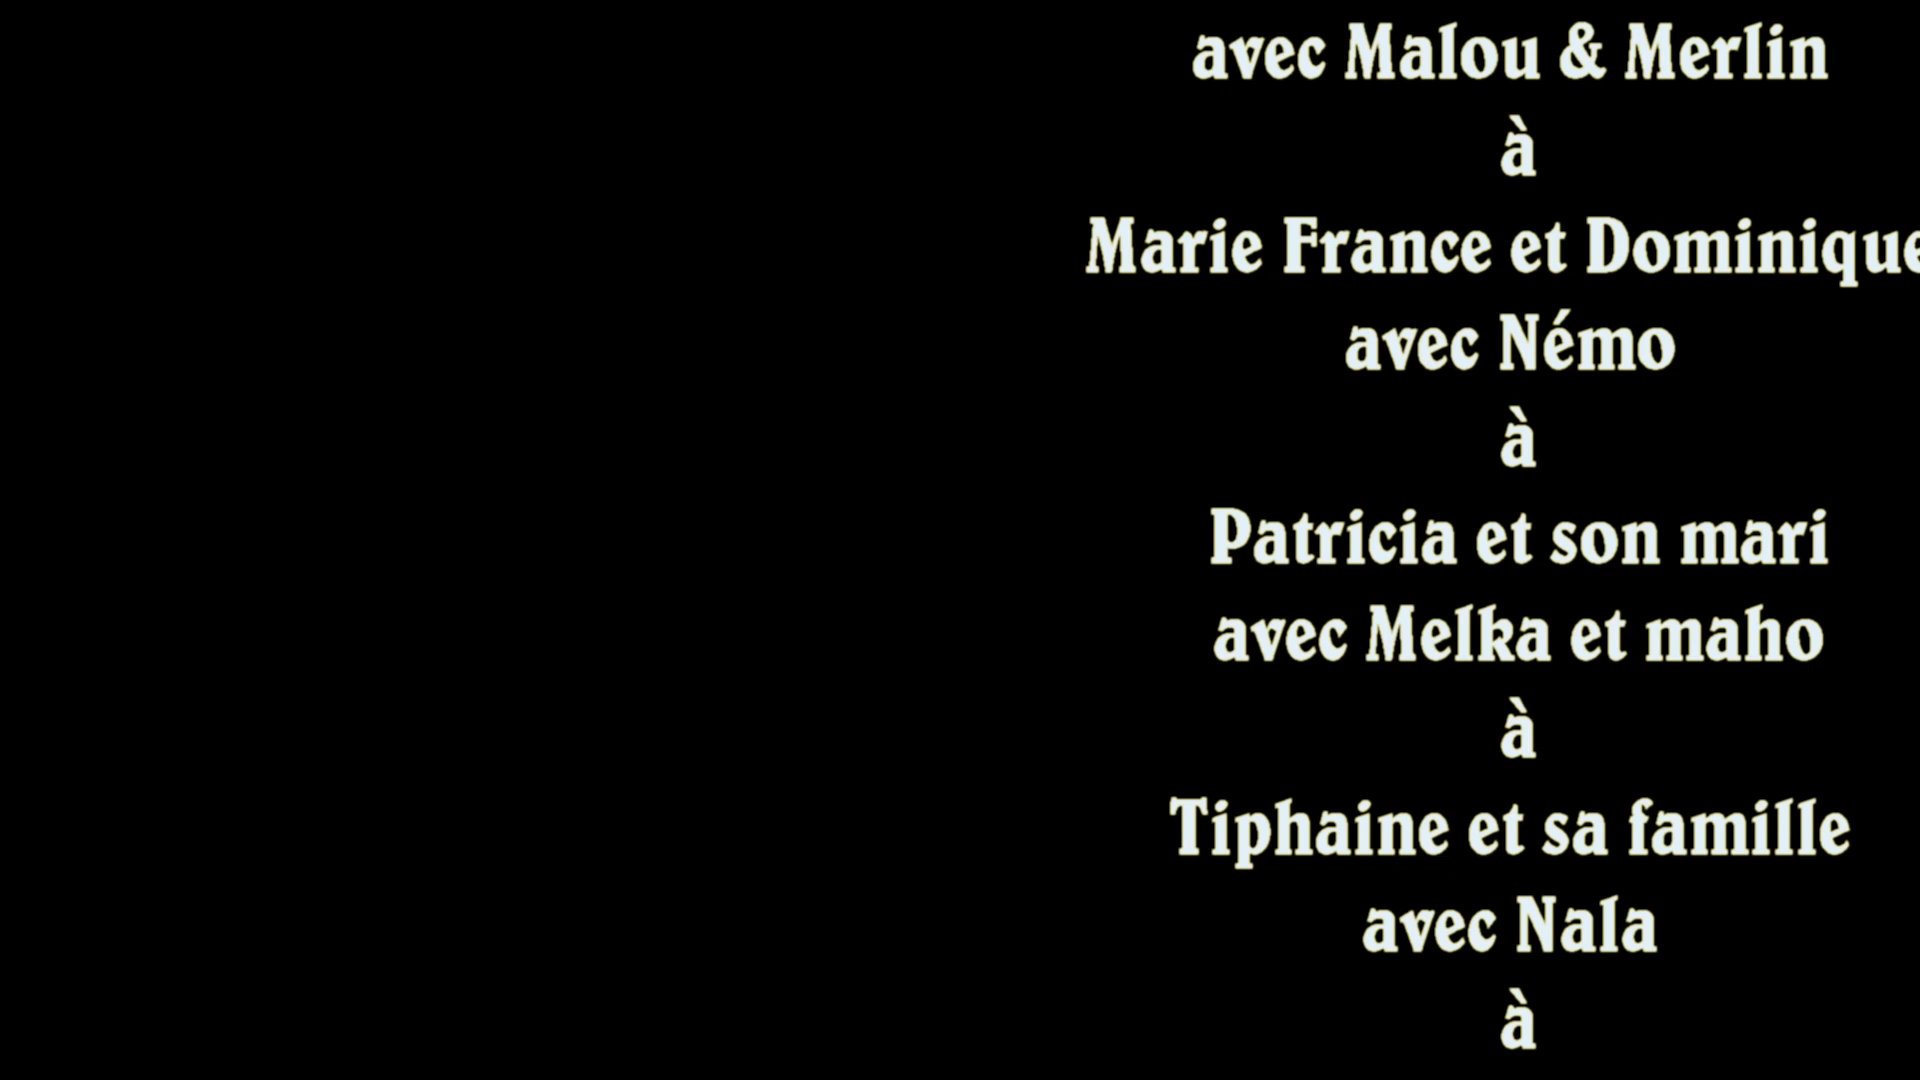 avec Malou & Merlin
à
Marie France et Dominique
avec Némo
à
Patricia et son mari
avec Melka et maho
à
Tiphaine et sa famille
avec Nala
à